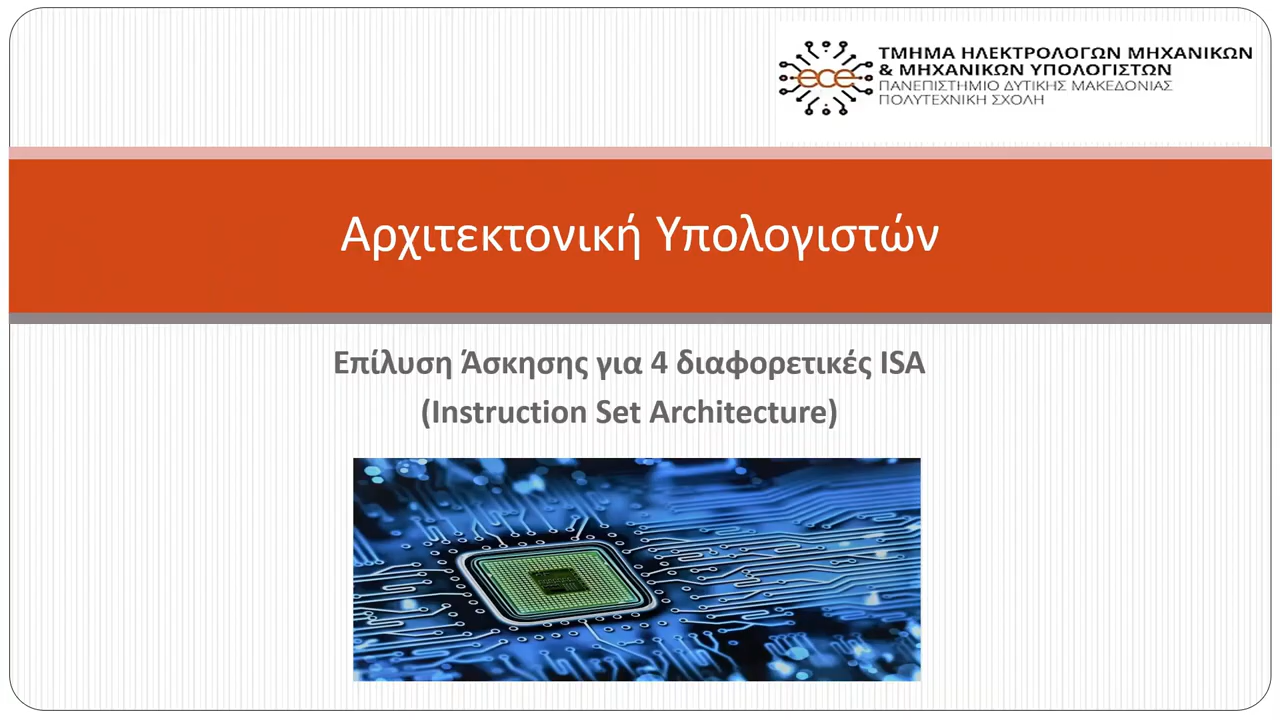 ece
ΤΜΗΜΑ ΗΛΕΚΤΡΟΛΟΓΩΝ ΜΗΧΑΝΙΚΩΝ
& ΜΗΧΑΝΙΚΩΝ ΥΠΟΛΟΓΙΣΤΩΝ
ΠΑΝΕΠΙΣΤΗΜΙΟ ΔΥΤΙΚΗΣ ΜΑΚΕΔΟΝΙΑΣ
ΠΟΛΥΤΕΧΝΙΚΗ ΣΧΟΛΗ
Αρχιτεκτονική Υπολογιστών
Επίλυση Άσκησης για 4 διαφορετικές ISA
(Instruction Set Architecture)